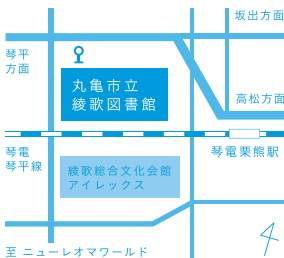 坂出方面
琴平
方面
丸亀市立
綾歌図書館
高松方面
琴電
琴平線
琴電栗熊駅
綾歌総合文化会館
アイレックス
至 ニューレオマワールド